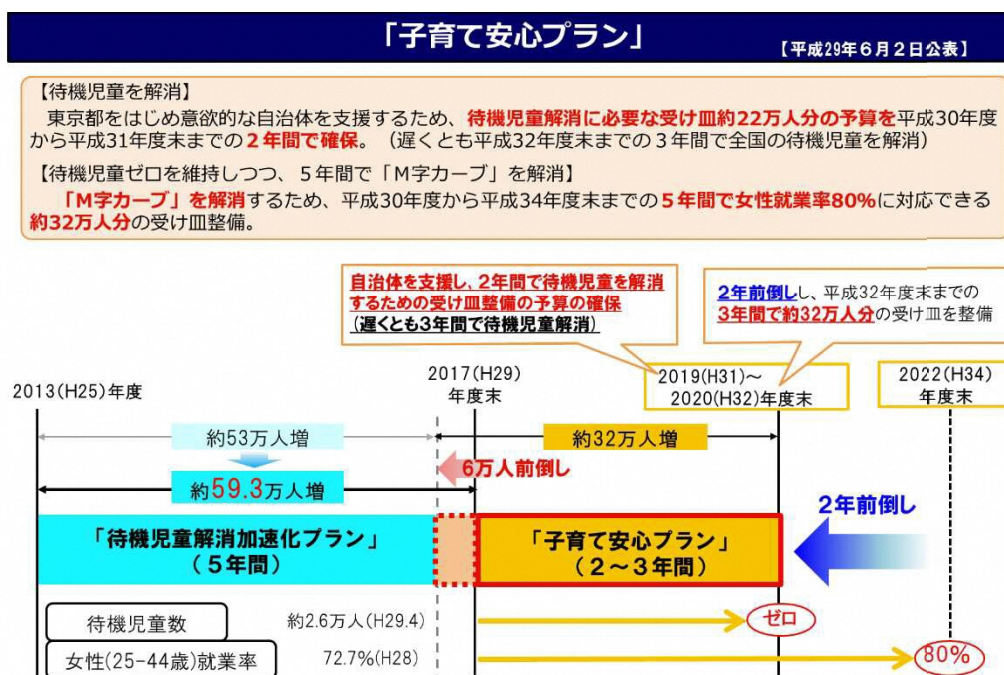 「子育て安心プラン」
【平成29年6月2日公表】
【待機児童を解消】
東京都をはじめ意欲的な自治体を支援するため、待機児童解消に必要な受け皿約22万人分の予算を平成30年度
から平成31年度末までの2年間で確保。（遅くとも平成32年度末までの3年間で全国の待機児童を解消）
【待機児童ゼロを維持しつつ、5年間で「M字カーブ」を解消】
「M字カーブ」を解消するため、平成30年度から平成34年度末までの5年間で女性就業率80%に対応できる
約32万人分の受け皿整備。
自治体を支援し、2年間で待機児童を解消
するための受け皿整備の予算の確保
（遅くとも3年間で待機児童解消）
2年前倒しし、平成32年度末までの
3年間で約32万人分の受け皿を整備
2013(H25)年度
2017(H29)
年度末
2019(H31)～
2020(H32)年度末
2022(H34)
年度末
約53万人増
約32万人増
6万人前倒し
約59.3万人増
2年前倒し
「待機児童解消加速化プラン」
（5年間）
「子育て安心プラン」
（2～3年間）
待機児童数
約2.6万人(H29.4)
ゼロ
女性(25-44歳)就業率
72.7%(H28)
80%